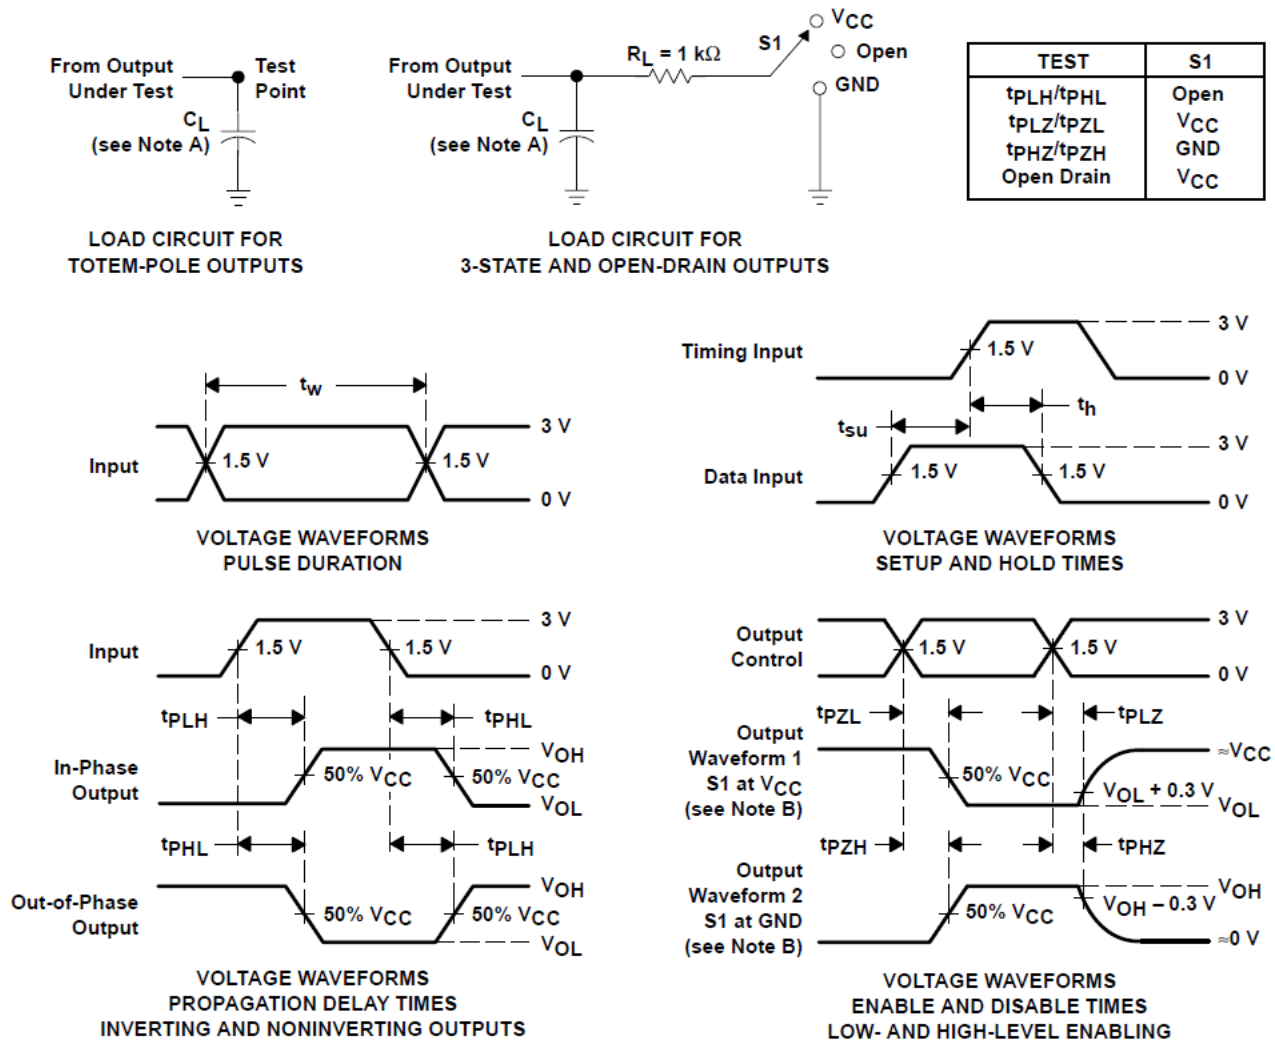 From Output
Under Test
Test
Point
CL
(see Note A)
LOAD CIRCUIT FOR
TOTEM-POLE OUTPUTS
From Output
Under Test
RL = 1 kΩ
S1
VCC
Open
GND
CL
(see Note A)
LOAD CIRCUIT FOR
3-STATE AND OPEN-DRAIN OUTPUTS
TEST S1
tPLH/tPHL Open
tPLZ/tPZL VCC
tPHZ/tPZH GND
Open Drain VCC
tw
Input
1.5 V
1.5 V
3 V
0 V
VOLTAGE WAVEFORMS
PULSE DURATION
Timing Input
1.5 V
3 V
0 V
th
tsu
Data Input
1.5 V
1.5 V
3 V
0 V
VOLTAGE WAVEFORMS
SETUP AND HOLD TIMES
Input
1.5 V
1.5 V
3 V
0 V
tPLH
tPHL
In-Phase
Output
50% VCC
50% VCC
VOH
VOL
tPHL
tPLH
Out-of-Phase
Output
50% VCC
50% VCC
VOH
VOL
VOLTAGE WAVEFORMS
PROPAGATION DELAY TIMES
INVERTING AND NONINVERTING OUTPUTS
Output
Control
1.5 V
1.5 V
3 V
0 V
tPZL
tPLZ
Output
Waveform 1
S1 at VCC
(see Note B)
50% VCC
VOL + 0.3 V
≈VCC
VOL
tPZH
tPHZ
Output
Waveform 2
S1 at GND
(see Note B)
50% VCC
VOH − 0.3 V
VOH
≈0 V
VOLTAGE WAVEFORMS
ENABLE AND DISABLE TIMES
LOW- AND HIGH-LEVEL ENABLING